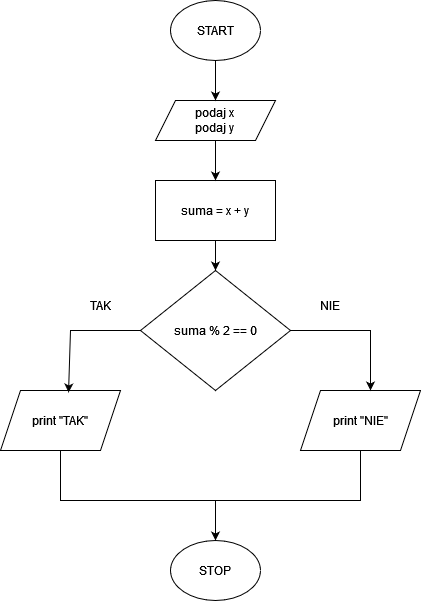 START
podaj x
podaj y
suma = x + y
TAK
NIE
suma % 2 == 0
print "TAK"
print "NIE"
STOP